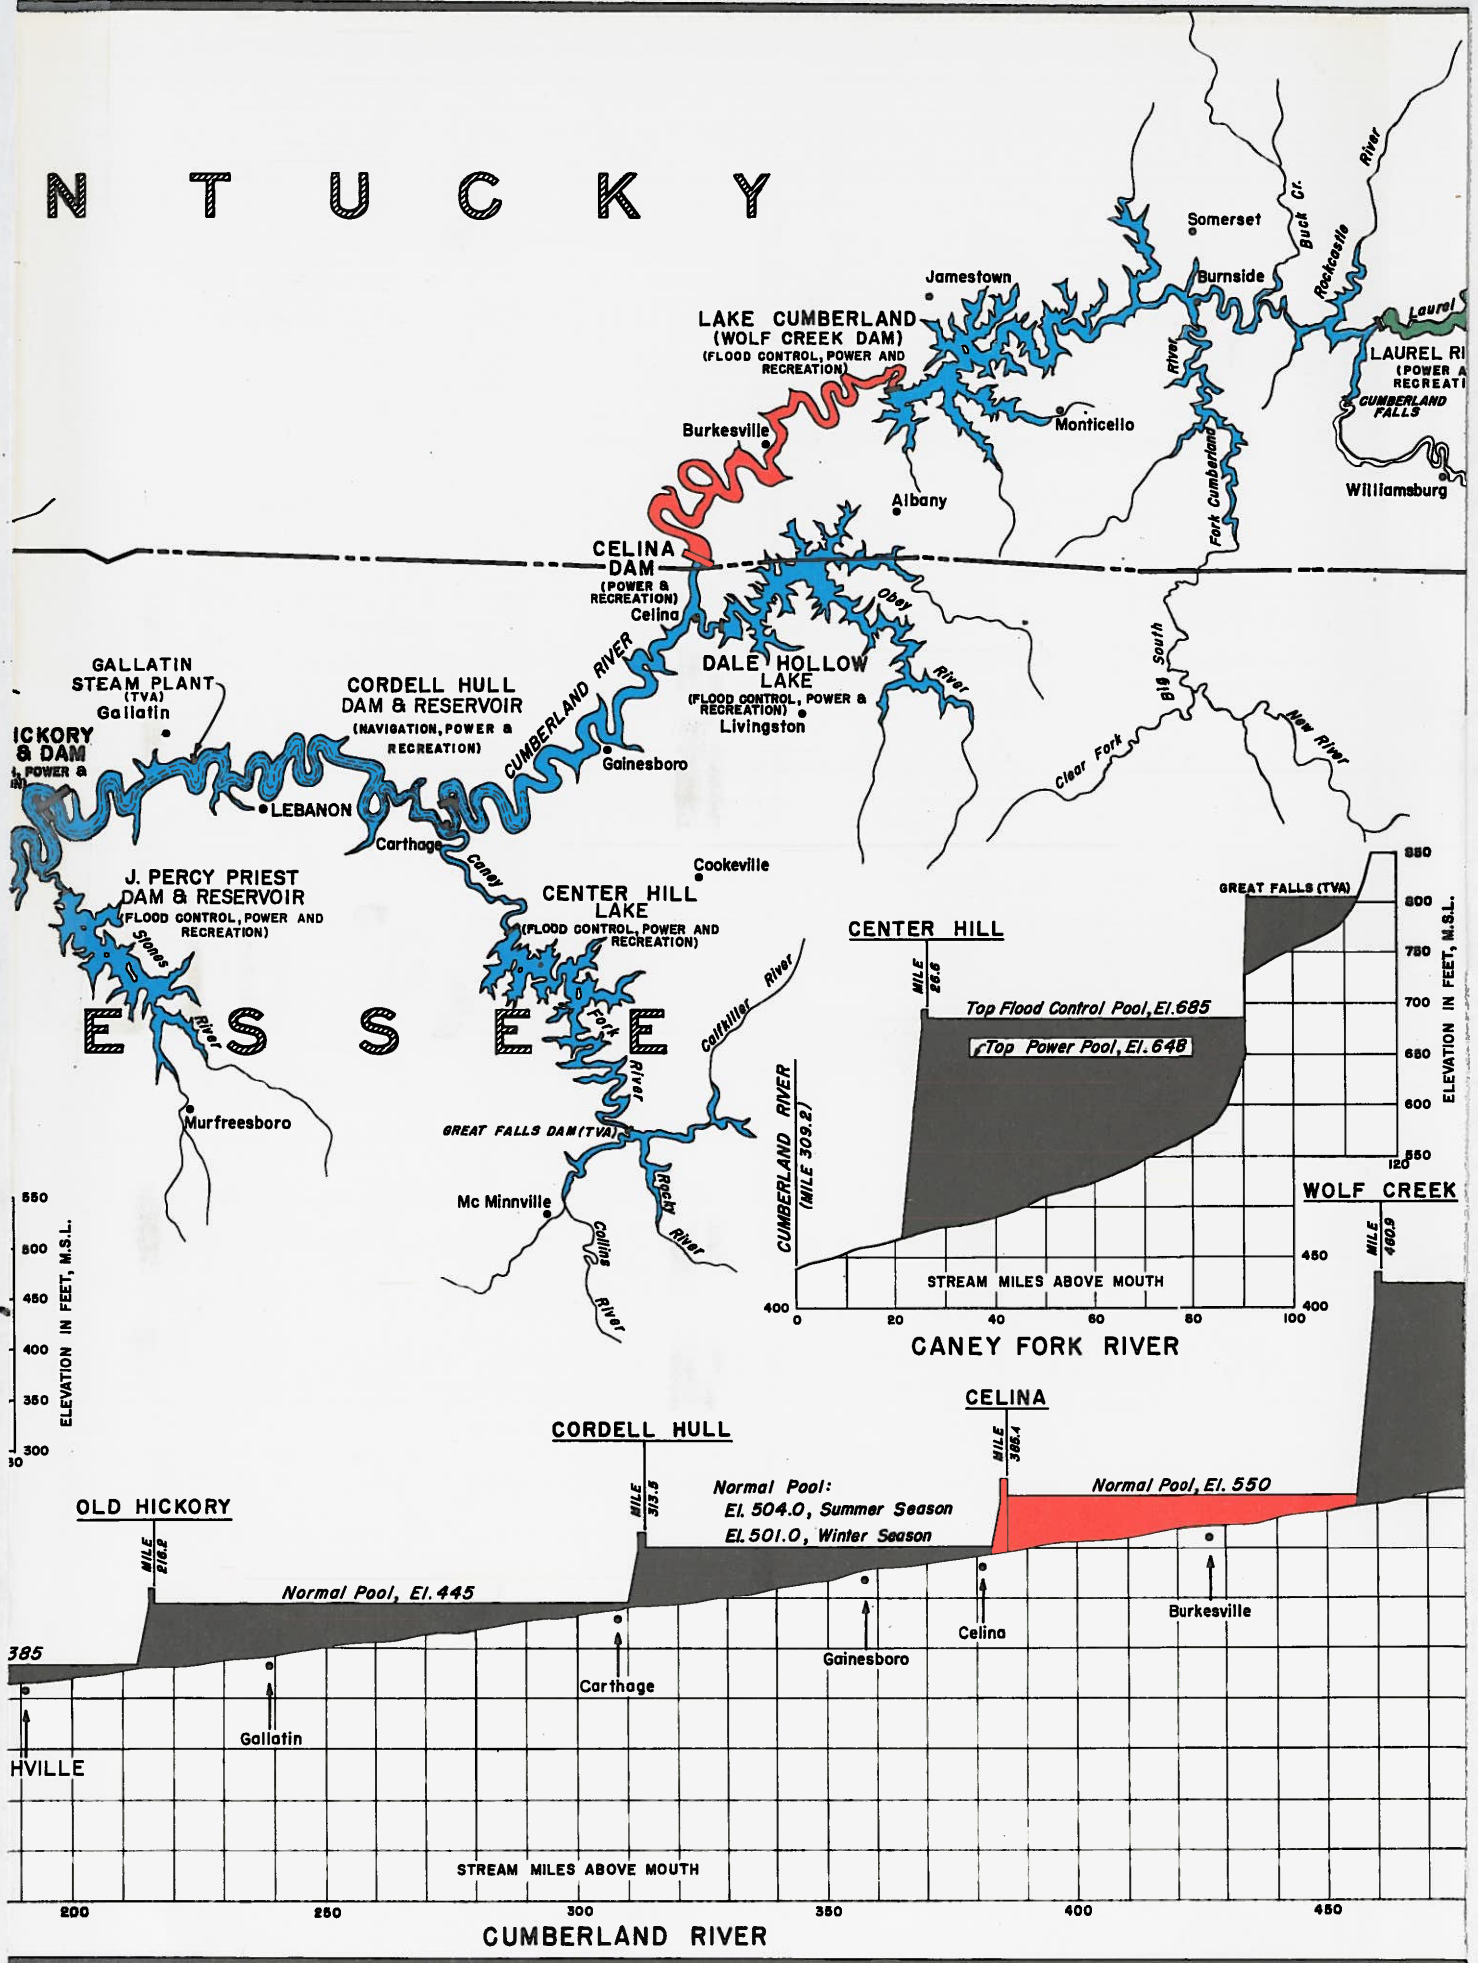 N T U C K Y
Buck Cr.
River
Rockcastle
Somerset
Burnside
Jamestown
LAKE CUMBERLAND
(WOLF CREEK DAM)
(FLOOD CONTROL, POWER AND
RECREATION)
Laurel
LAUREL RI
(POWER A
RECREATI
CUMBERLAND
FALLS
River
Monticello
Burkesville
Fork Cumberland
Williamsburg
Albany
CELINA
DAM
(POWER &
RECREATION)
Celina
Obey
River
CUMBERLAND RIVER
DALE HOLLOW
LAKE
(FLOOD CONTROL, POWER &
RECREATION)
Livingston
Big South
New River
Clear Fork
GALLATIN
STEAM PLANT
(TVA)
Gallatin
CORDELL HULL
DAM & RESERVOIR
(NAVIGATION, POWER &
RECREATION)
ICKORY
& DAM
, POWER &
N)
Gainesboro
LEBANON
Carthage
Caney
Cookeville
J. PERCY PRIEST
DAM & RESERVOIR
(FLOOD CONTROL, POWER AND
RECREATION)
Stones
River
CENTER HILL
LAKE
(FLOOD CONTROL, POWER AND
RECREATION)
E S S E E
Fork
River
Calfkiller River
Murfreesboro
GREAT FALLS DAM (TVA)
Mc Minnville
Rocky
River
Collins
River
GREAT FALLS (TVA)
850
800
750
700
650
600
550
120
ELEVATION IN FEET, M.S.L.
CENTER HILL
MILE
26.6
Top Flood Control Pool, El. 685
Top Power Pool, El. 648
CUMBERLAND RIVER
(MILE 309.2)
450
400
400
STREAM MILES ABOVE MOUTH
0 20 40 60 80 100
CANEY FORK RIVER
WOLF CREEK
MILE
460.9
550
500
450
400
350
300
50
ELEVATION IN FEET, M.S.L.
CELINA
MILE
385.4
CORDELL HULL
MILE
313.5
Normal Pool:
El. 504.0, Summer Season
El. 501.0, Winter Season
Normal Pool, El. 550
OLD HICKORY
MILE
216.2
Normal Pool, El. 445
385
Burkesville
Celina
Gainesboro
Carthage
Gallatin
HVILLE
STREAM MILES ABOVE MOUTH
200 250 300 350 400 450
CUMBERLAND RIVER